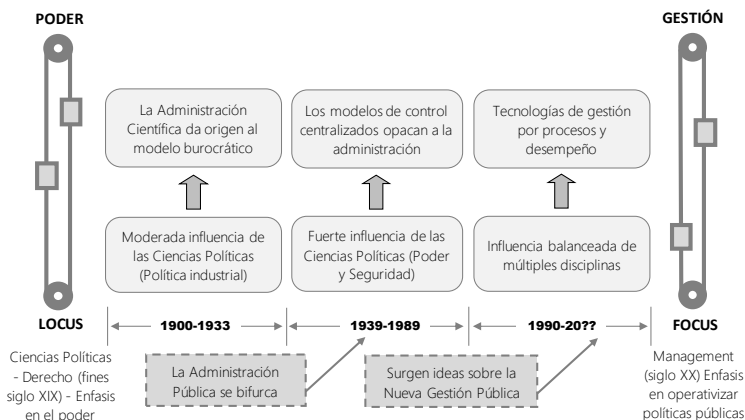 PODER
GESTIÓN
La Administración
Científica da origen al
modelo burocrático
Los modelos de control
centralizados opacan a la
administración
Tecnologías de gestión
por procesos y
desempeño
Moderada influencia de
las Ciencias Políticas
(Política industrial)
Fuerte influencia de las
Ciencias Políticas (Poder
y Seguridad)
Influencia balanceada de
múltiples disciplinas
LOCUS
1900-1933
1939-1989
1990-20??
FOCUS
Ciencias Políticas
- Derecho (fines
siglo XIX) - Enfasis
en el poder
La Administración
Pública se bifurca
Surgen ideas sobre la
Nueva Gestión Pública
Management
(siglo XX) Enfasis
en operativizar
políticas públicas